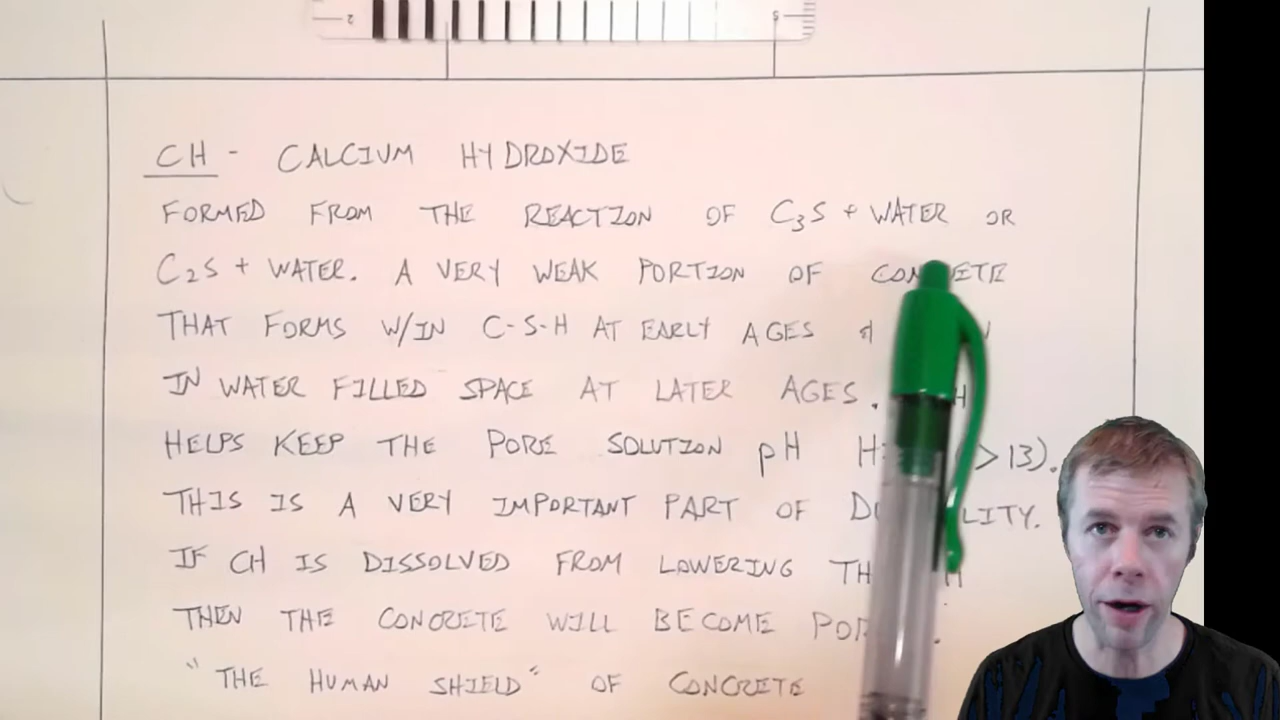 2 5
CH - CALCIUM HYDROXIDE
FORMED FROM THE REACTION OF C3S + WATER OR
C2S + WATER. A VERY WEAK PORTION OF
THAT FORMS W/IN C-S-H AT EARLY AGES &
IN WATER FILLED SPACE AT LATER AGES.
HELPS KEEP THE PORE SOLUTION pH >13).
THIS IS A VERY IMPORTANT PART OF
IF CH IS DISSOLVED FROM LOWERING
THEN THE CONCRETE WILL BECOME
"THE HUMAN SHIELD" OF CONCRETE